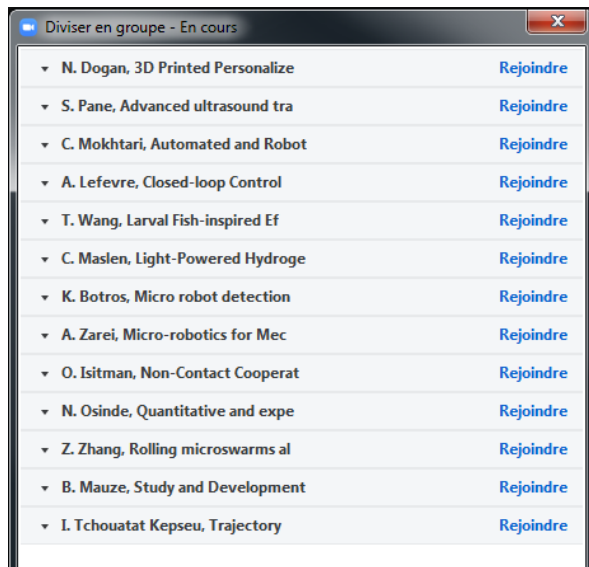 Diviser en groupe - En cours
N. Dogan, 3D Printed Personalize Rejoindre
S. Pane, Advanced ultrasound tra Rejoindre
C. Mokhtari, Automated and Robot Rejoindre
A. Lefevre, Closed-loop Control Rejoindre
T. Wang, Larval Fish-inspired Ef Rejoindre
C. Maslen, Light-Powered Hydroge Rejoindre
K. Botros, Micro robot detection Rejoindre
A. Zarei, Micro-robotics for Mec Rejoindre
O. Isitman, Non-Contact Cooperat Rejoindre
N. Osinde, Quantitative and expe Rejoindre
Z. Zhang, Rolling microswarms al Rejoindre
B. Mauze, Study and Development Rejoindre
I. Tchouatat Kepseu, Trajectory Rejoindre